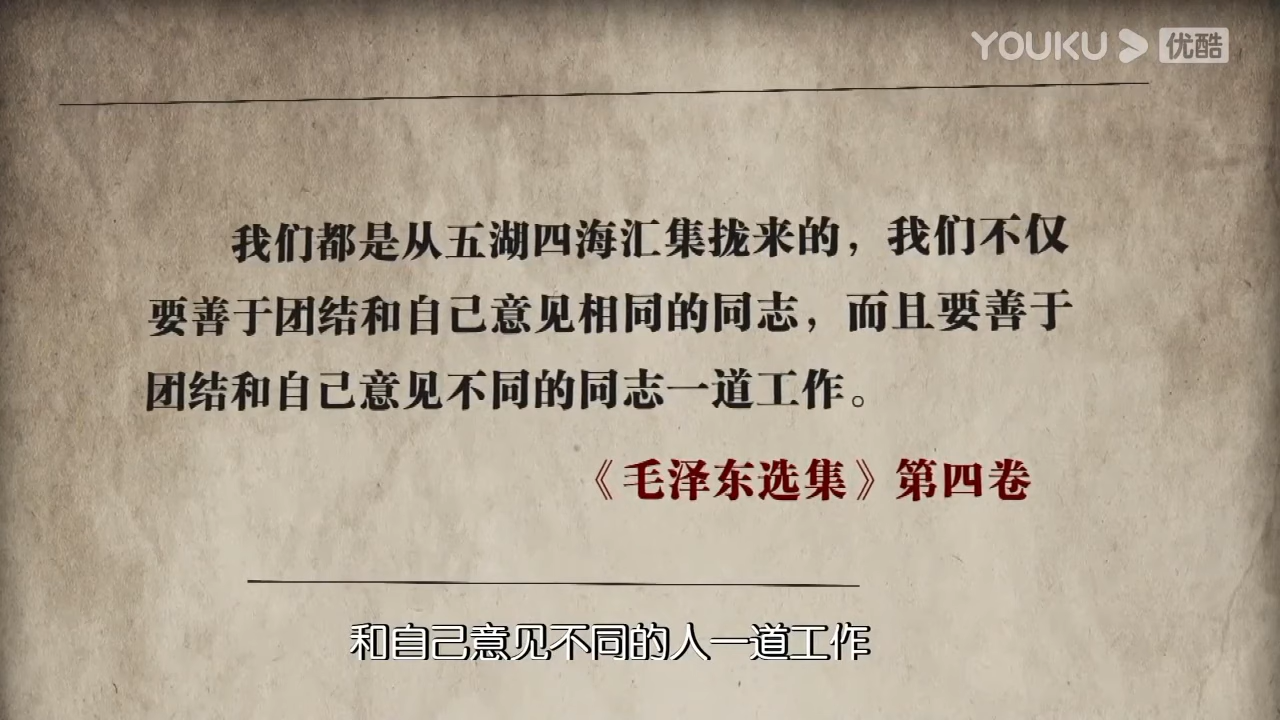 YOUKU 优酷
我们都是从五湖四海汇集拢来的，我们不仅
要善于团结和自己意见相同的同志，而且要善于
团结和自己意见不同的同志一道工作。
《毛泽东选集》第四卷
和自己意见不同的人一道工作